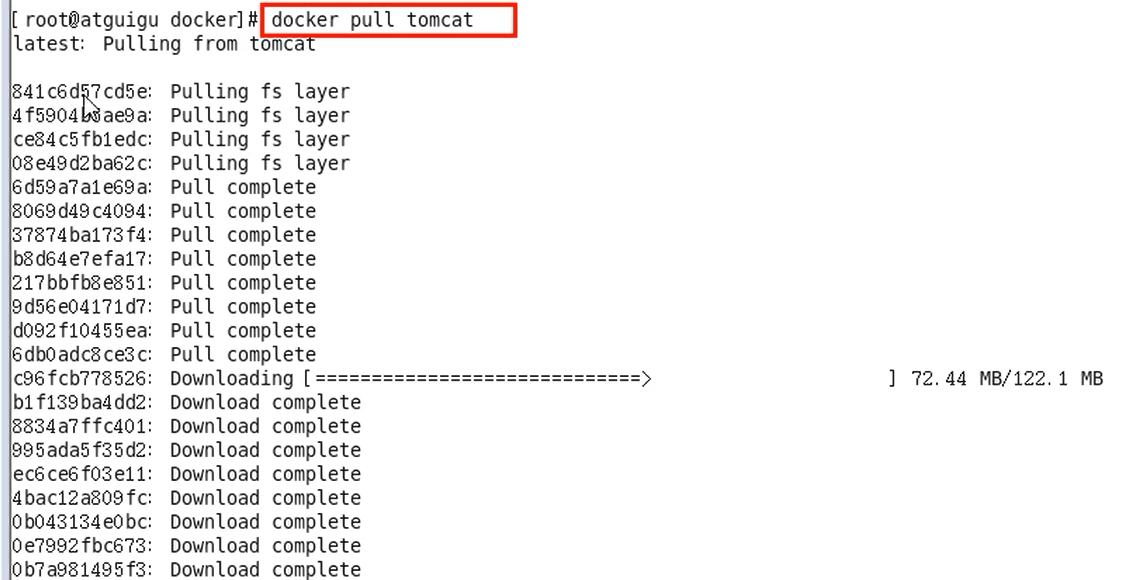 [root@atguigu docker]# docker pull tomcat
latest: Pulling from tomcat
841c6d57cd5e: Pulling fs layer
Pulling fs layer
ce84c5fb1edc: Pulling fs layer
08e49d2ba62c: Pulling fs layer
6d59a7a1e69a: Pull complete
8069d49c4094: Pull complete
37874ba173f4: Pull complete
b8d64e7efa17: Pull complete
217bbfb8e851: Pull complete
9d56e04171d7: Pull complete
d092f10455ea: Pull complete
6db0adc8ce3c: Pull complete
c96fcb778526: Downloading [=============================> ] 72.44 MB/122.1 MB
b1f139ba4dd2: Download complete
8834a7ffc401: Download complete
995ada5f35d2: Download complete
ec6ce6f03e11: Download complete
4bac12a809fc: Download complete
0b043134e0bc: Download complete
0e7992fbc673: Download complete
0b7a981495f3: Download complete